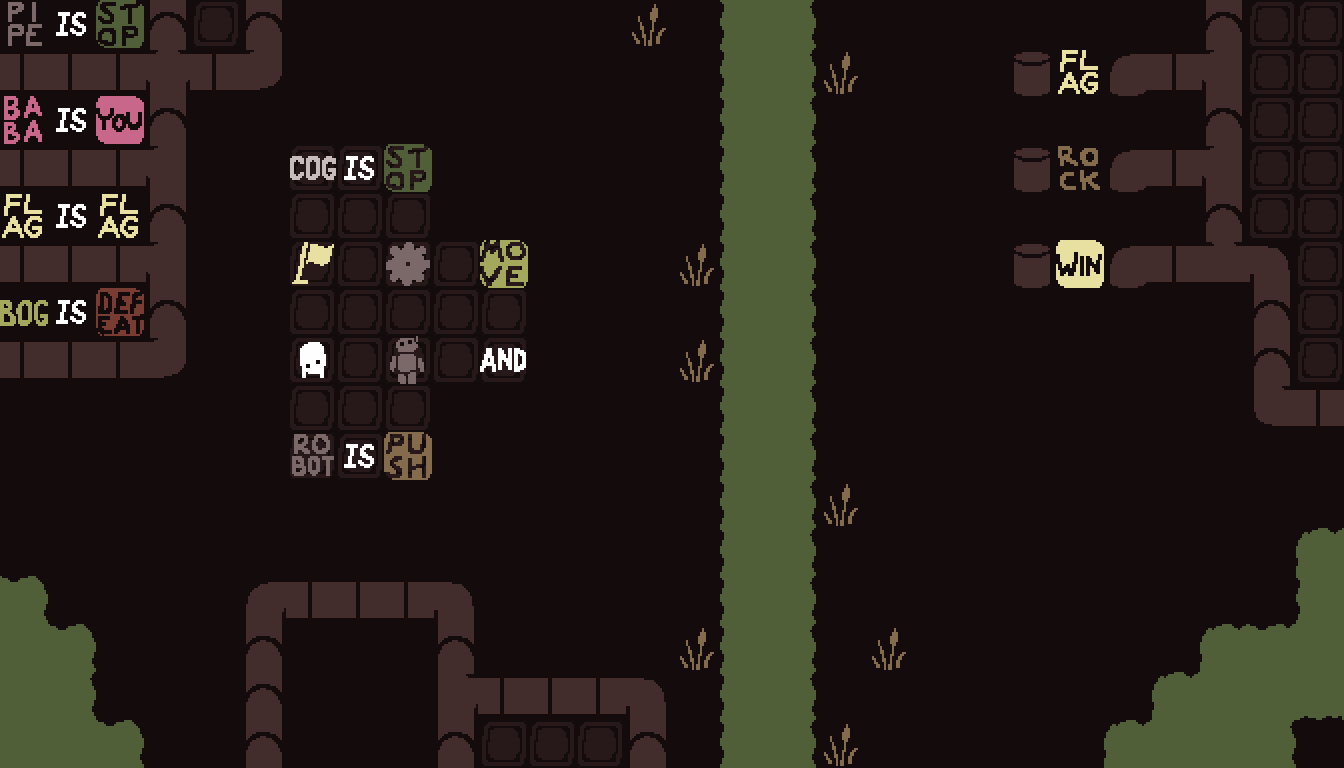 PIPE IS STOP
FLAG
BABA IS YOU
COG IS STOP
ROCK
FLAG IS FLAG
MOVE
WIN
BOG IS DEFEAT
AND
ROBOT IS PUSH